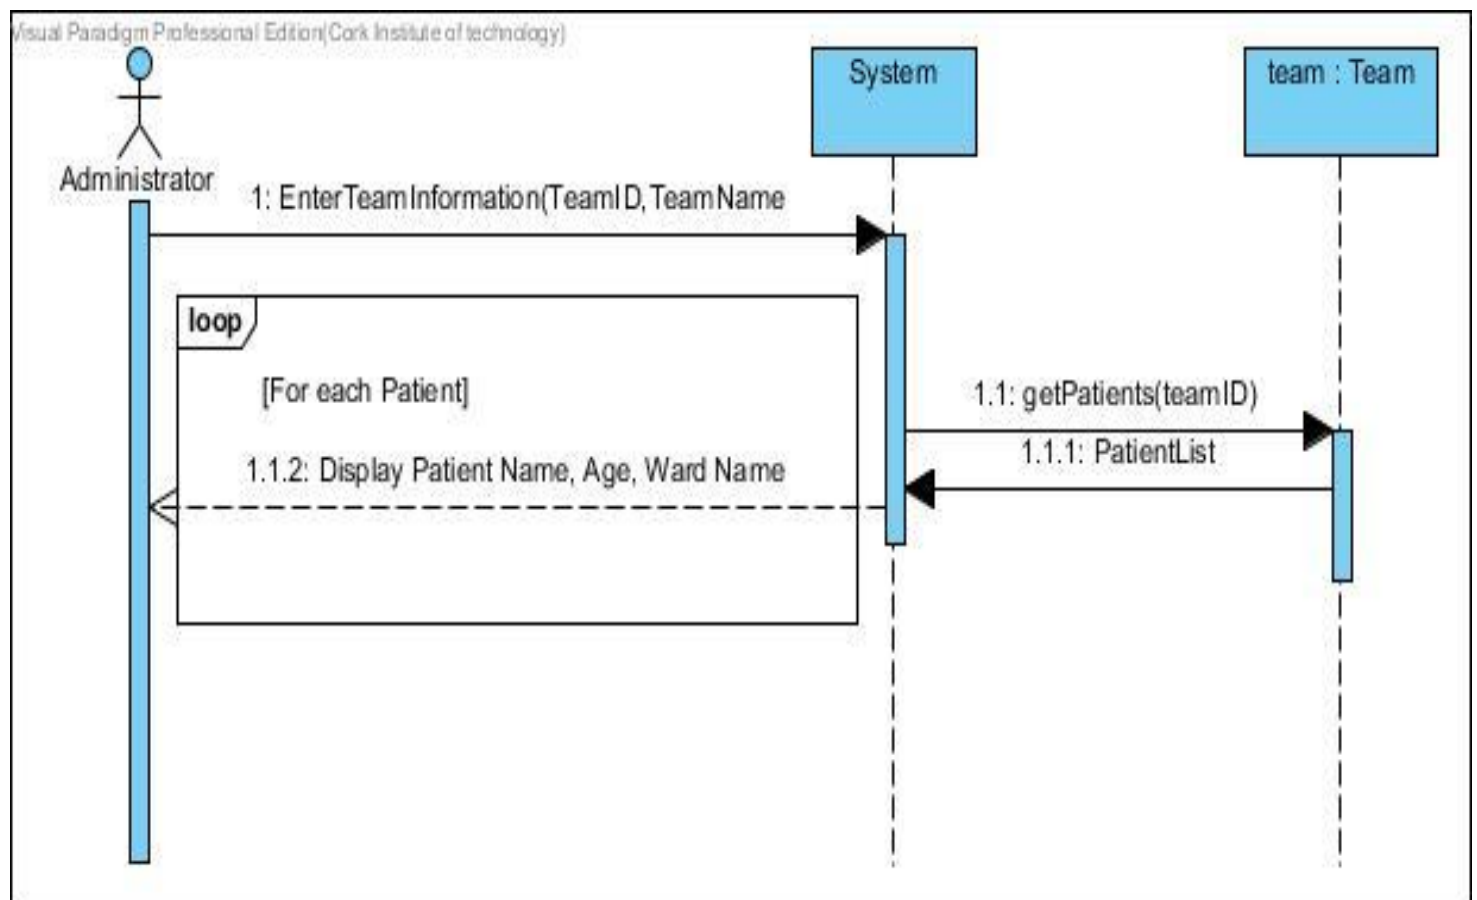 Visual Paradigm Professional Edition(Cork Institute of technology)
System
team : Team
Administrator
1: EnterTeamInformation(TeamID,TeamName
loop
[For each Patient]
1.1: getPatients(teamID)
1.1.1: PatientList
1.1.2: Display Patient Name, Age, Ward Name